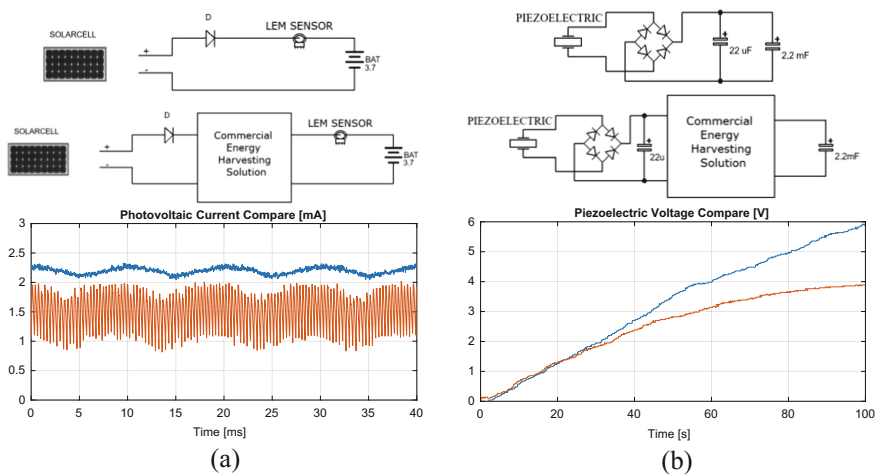 SOLARCELL
+
-
D
LEM SENSOR
+
BAT
3.7
SOLARCELL
+
-
D
Commercial
Energy
Harvesting
Solution
LEM SENSOR
+
BAT
3.7
Photovoltaic Current Compare [mA]
3
2.5
2
1.5
1
0.5
0
0 5 10 15 20 25 30 35 40
Time [ms]
(a)
PIEZOELECTRIC
+
22 uF
+
2,2 mF
PIEZOELECTRIC
+
22u
Commercial
Energy
Harvesting
Solution
+
2.2mF
Piezoelectric Voltage Compare [V]
6
5
4
3
2
1
0
0 20 40 60 80 100
Time [s]
(b)